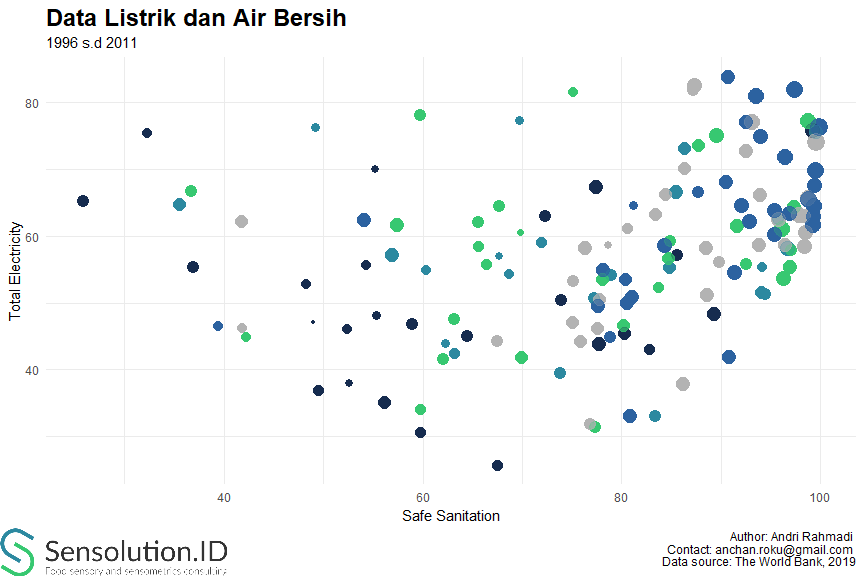 Data Listrik dan Air Bersih
1996 s.d 2011
Total Electricity
80
60
40
40
60
80
100
Safe Sanitation
Sensolution.ID
Food sensory and sensometrics consulting
Author: Andri Rahmadi
Contact: anchan.roku@gmail.com
Data source: The World Bank, 2019